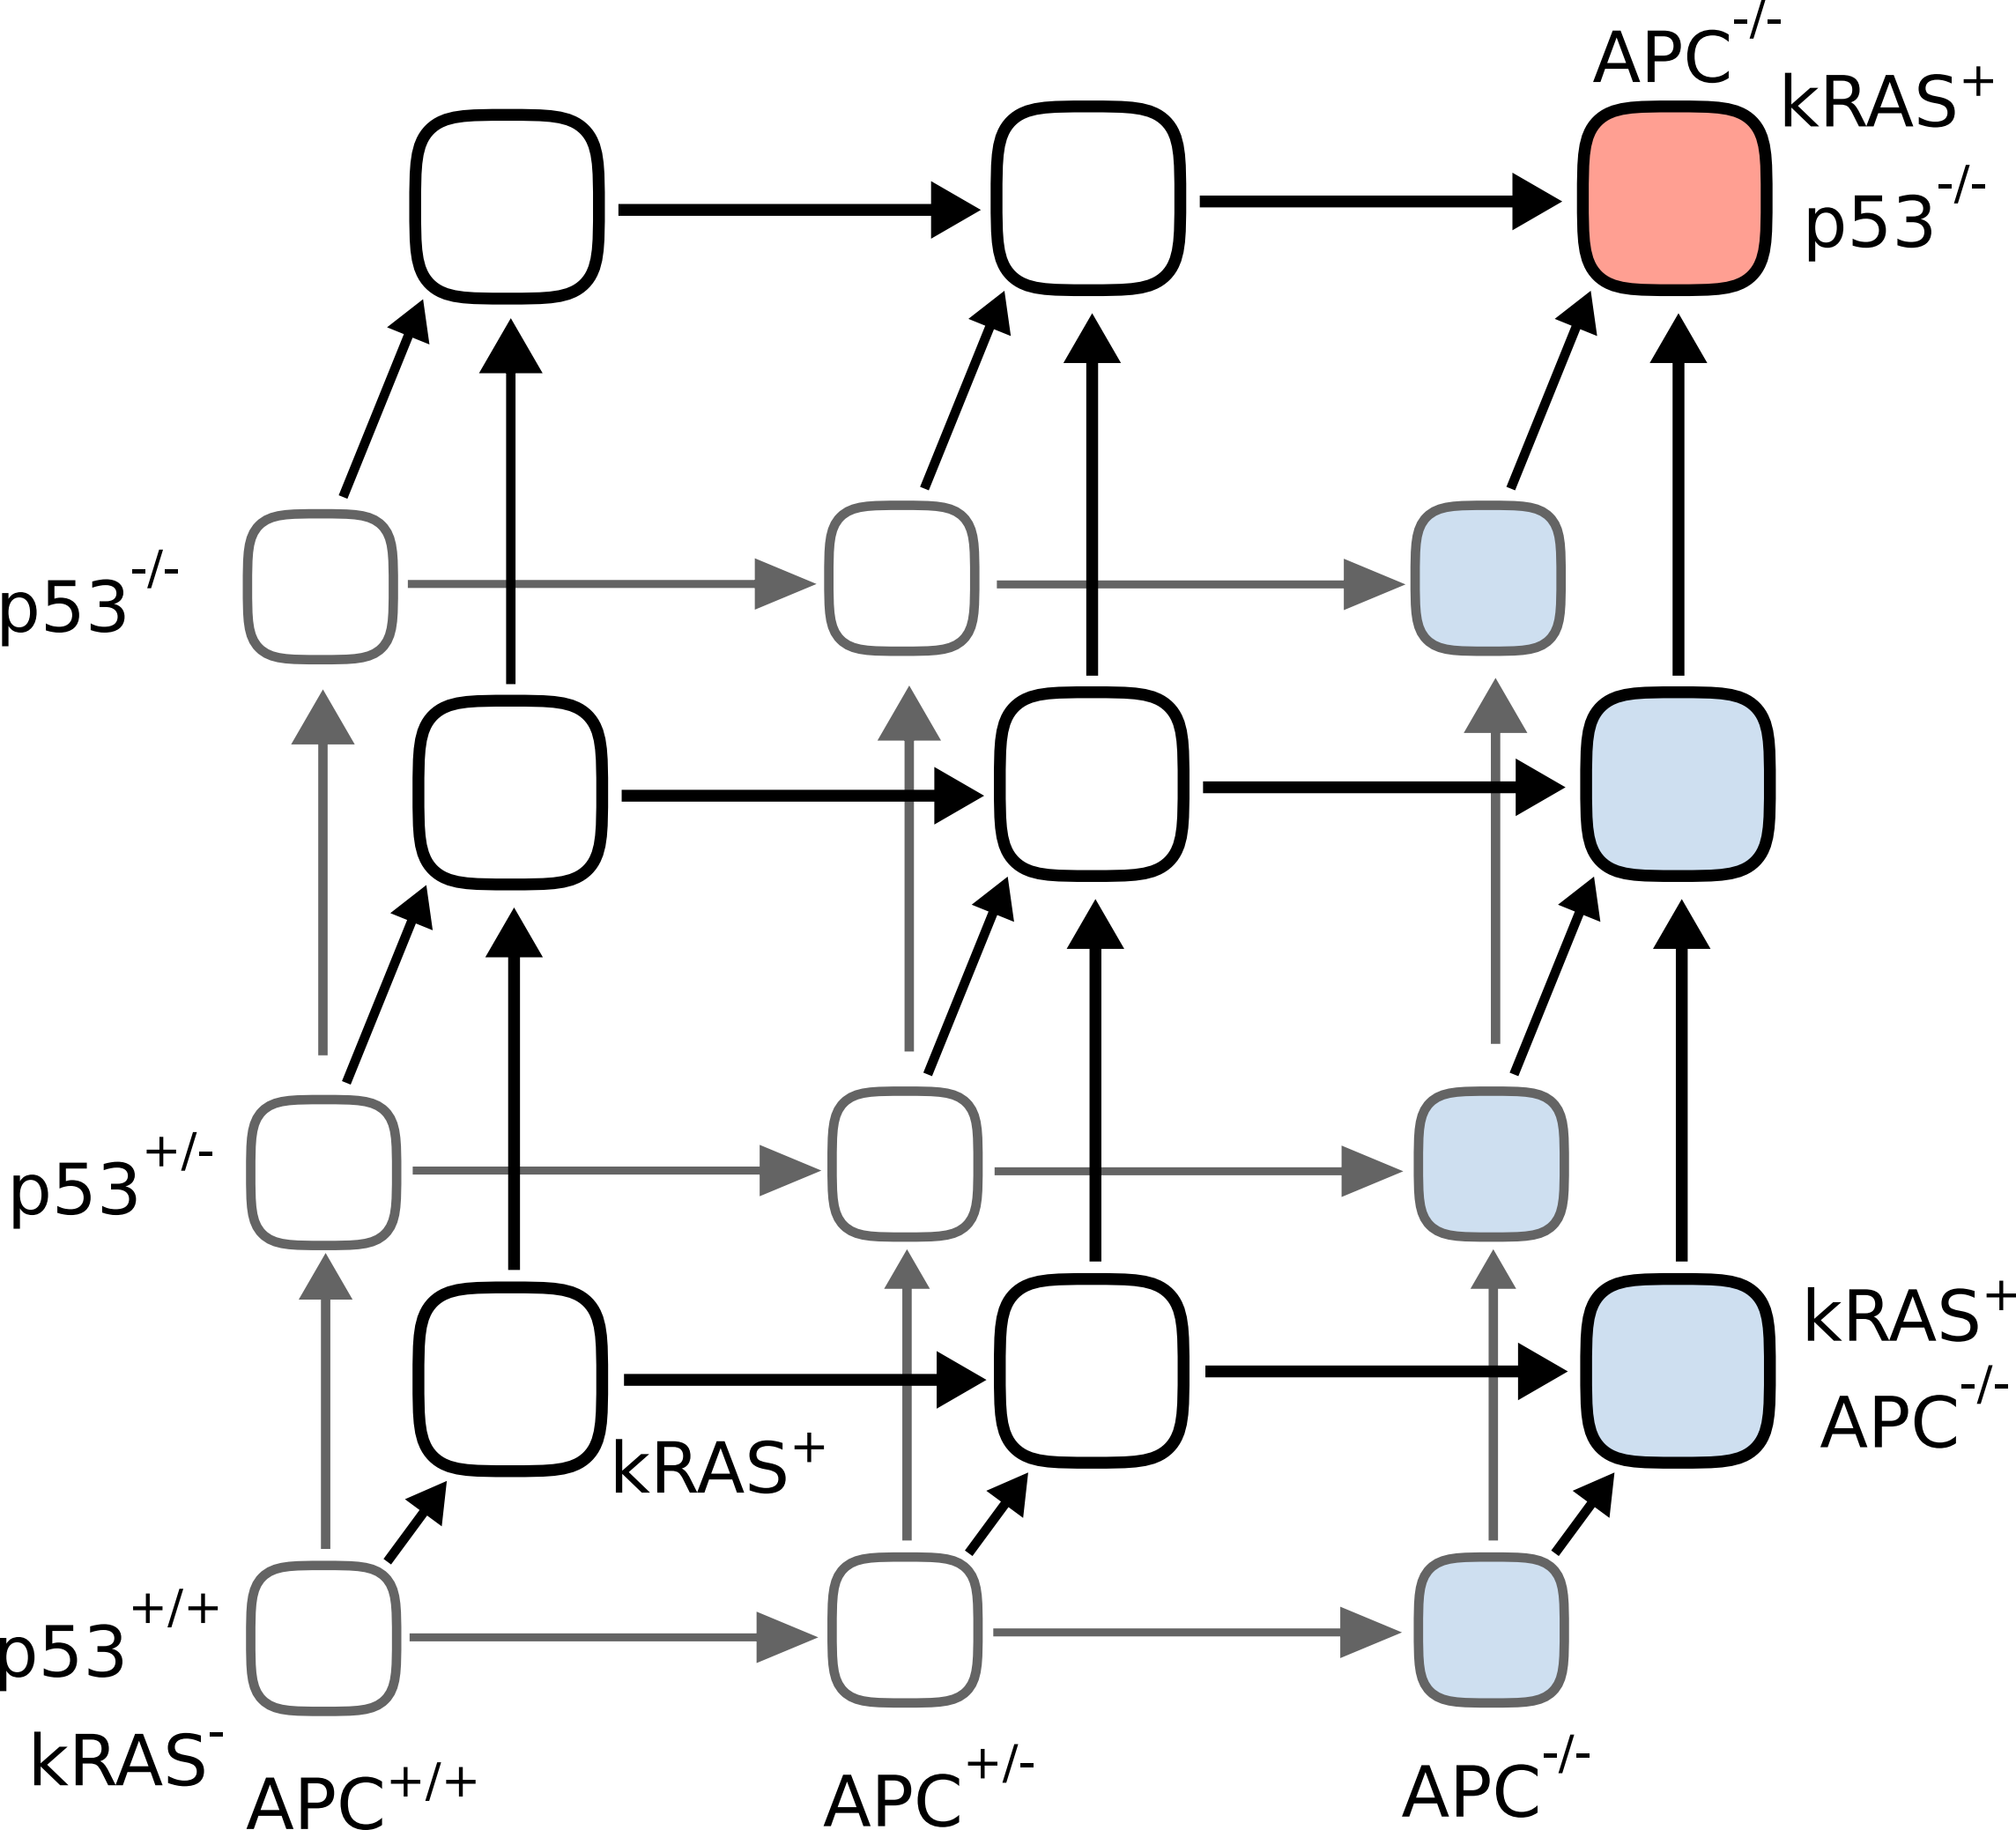 APC-/-
kRAS+
p53-/-
p53-/-
p53+/-
kRAS+
APC-/-
kRAS+
p53+/+
kRAS-
APC+/+
APC+/-
APC-/-